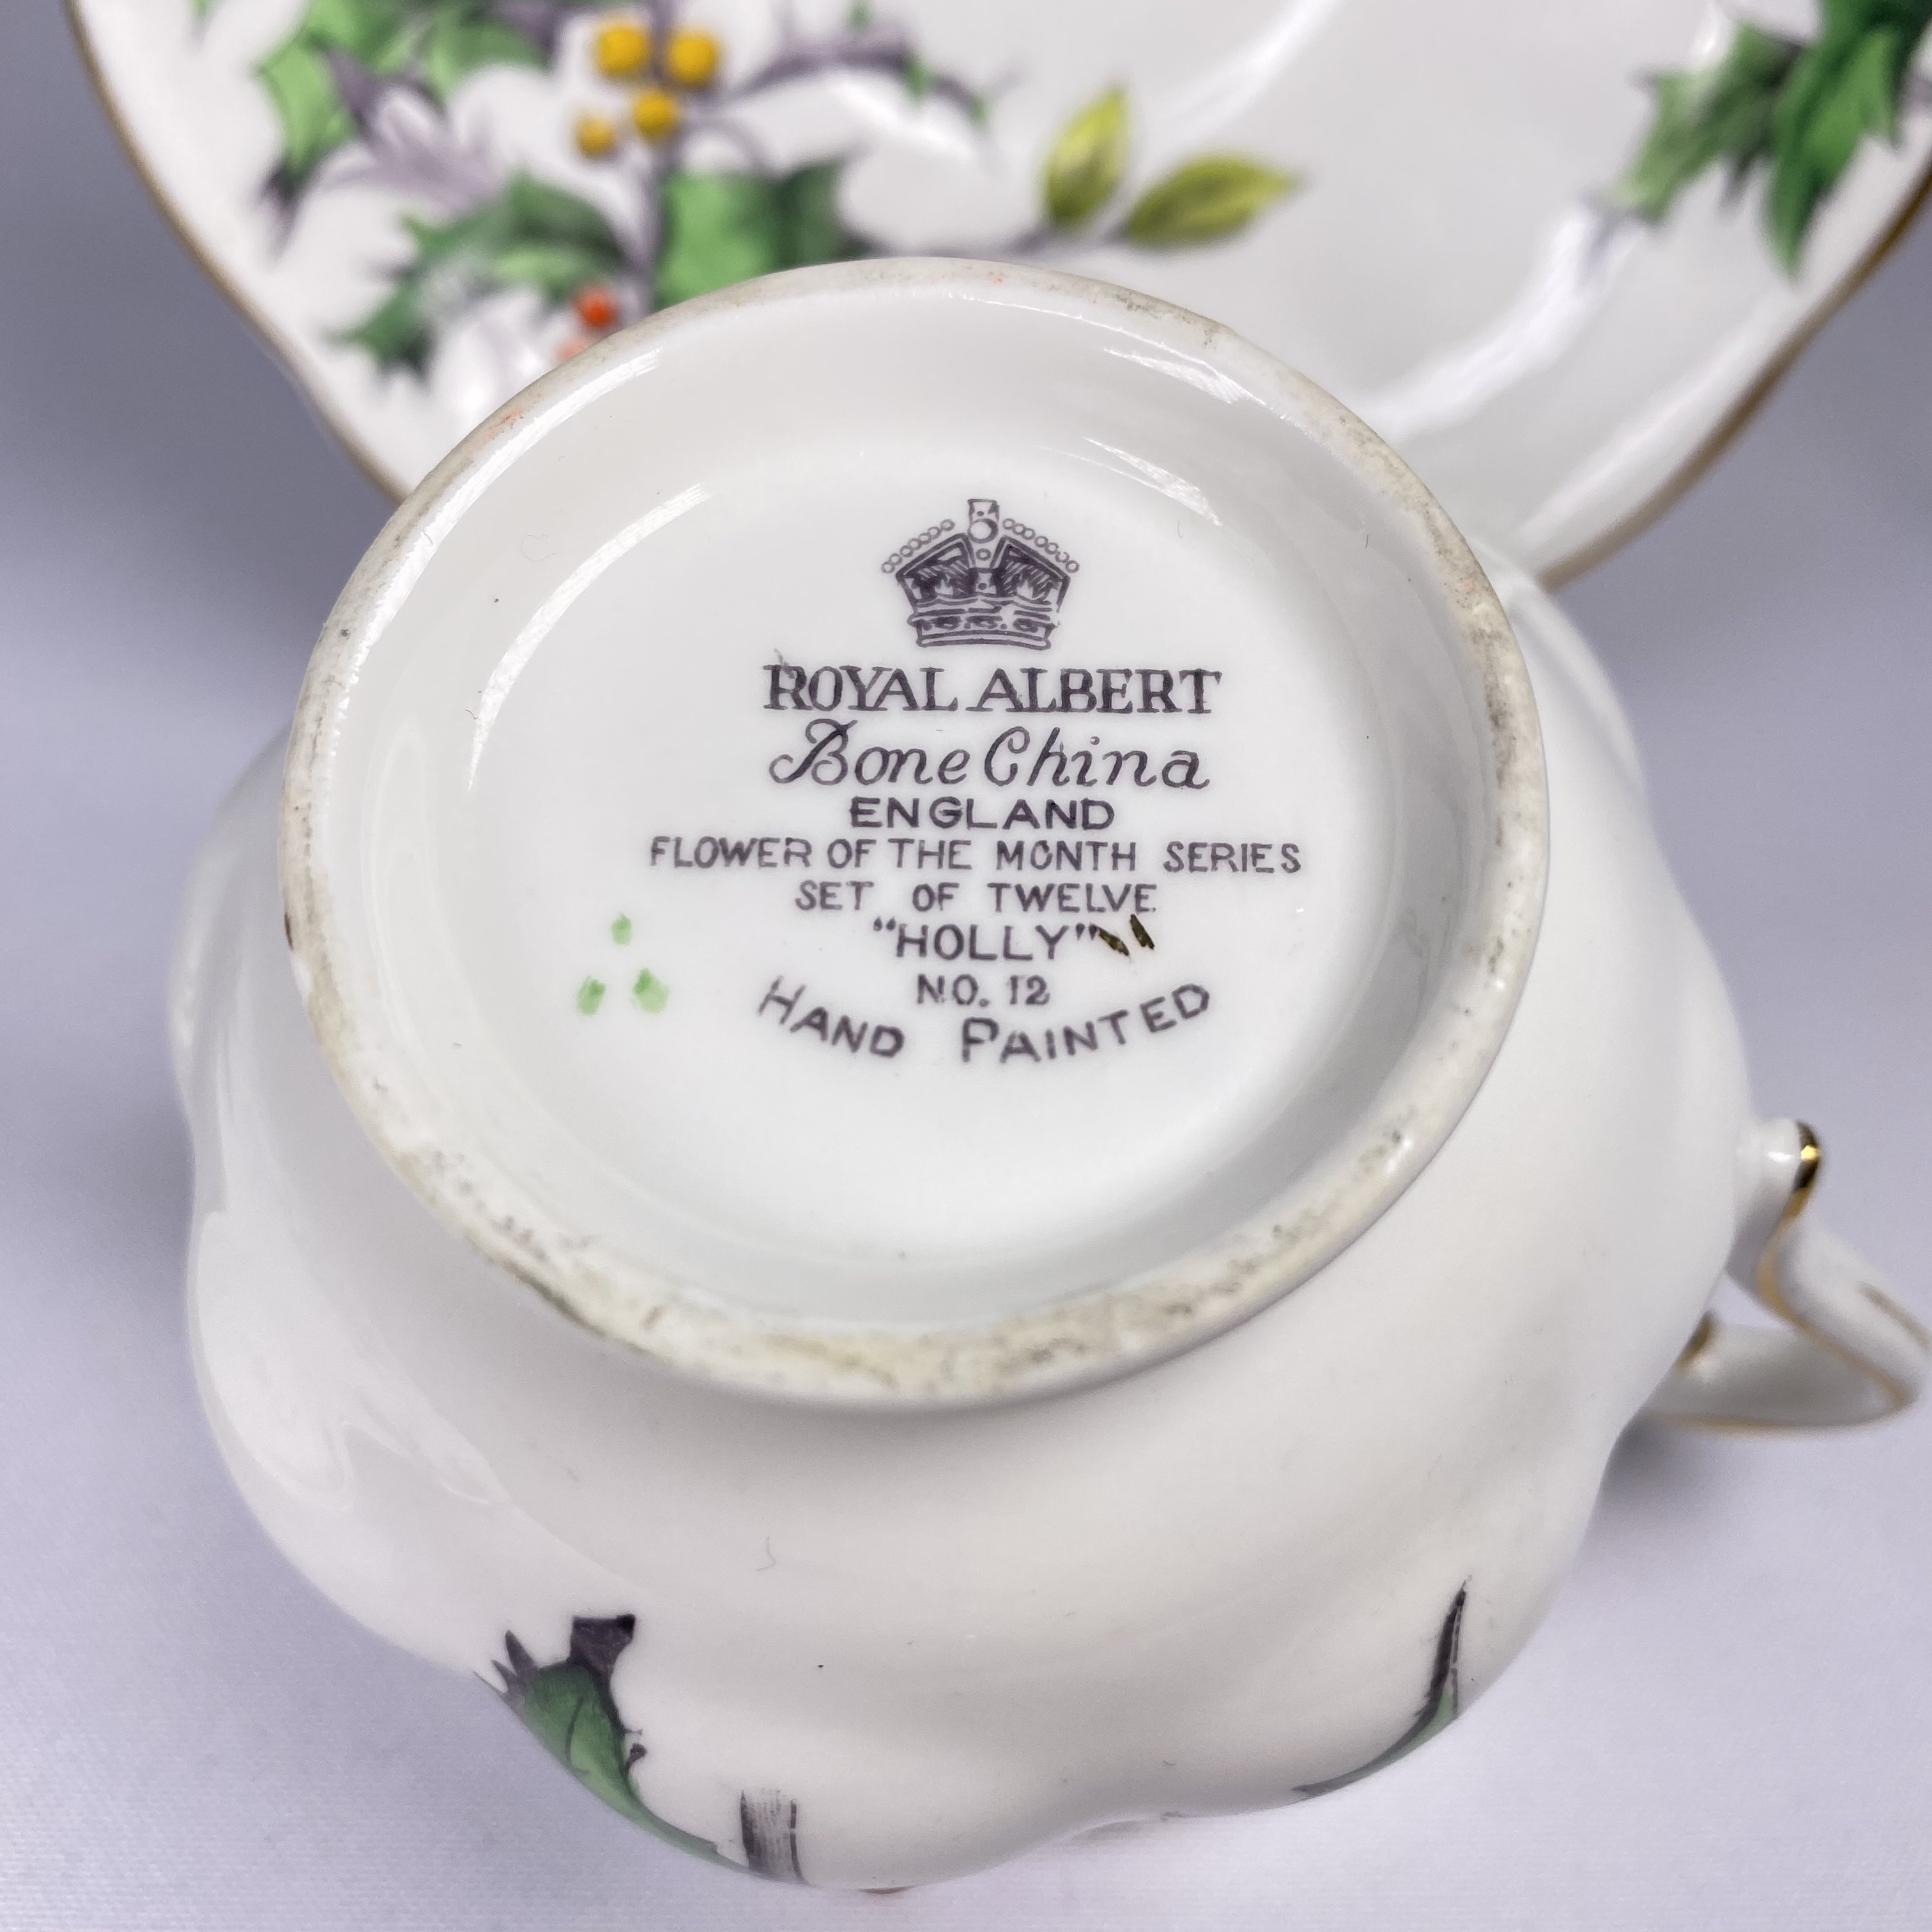 ROYAL ALBERT
Bone China
ENGLAND
FLOWER OF THE MONTH SERIES
SET OF TWELVE
"HOLLY"
NO. 12
HAND PAINTED